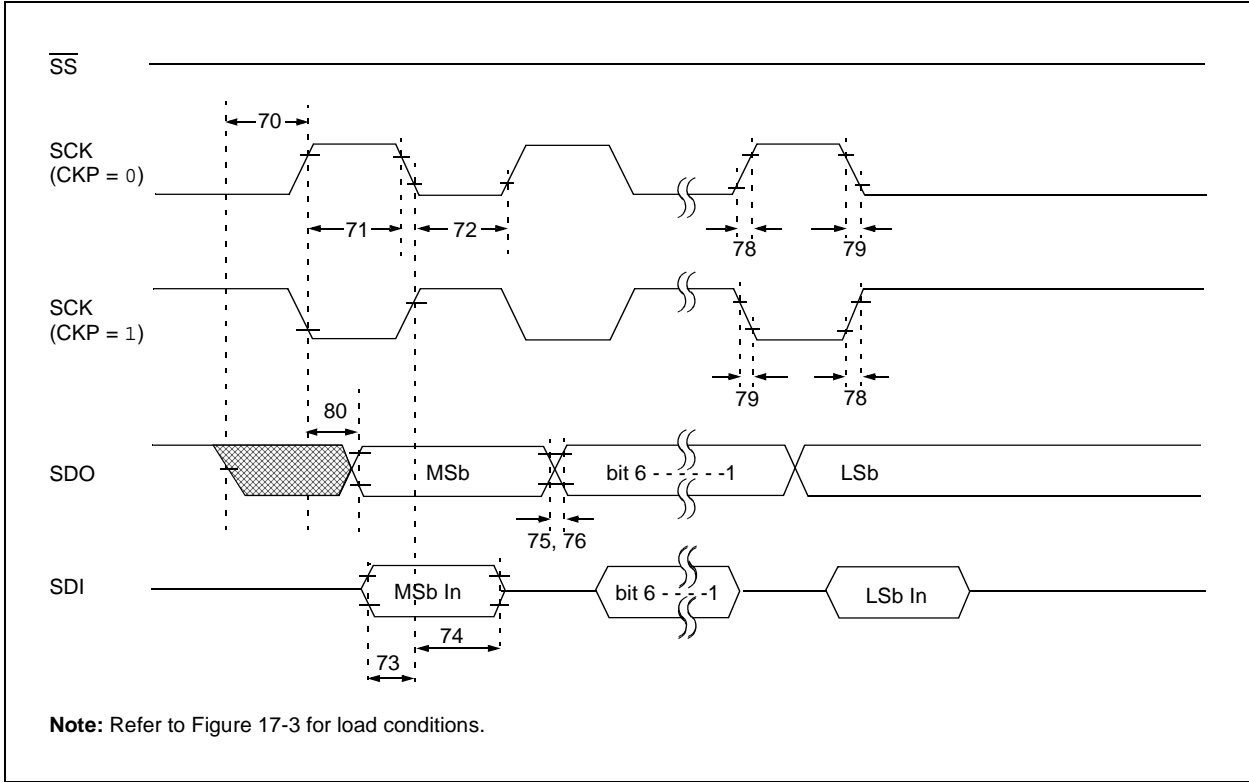 SS
70
SCK
(CKP = 0)
71
72
78
79
SCK
(CKP = 1)
79
78
80
SDO
MSb
bit 6 - - - - - -1
LSb
75, 76
SDI
MSb In
bit 6 - - - - -1
LSb In
74
73
Note: Refer to Figure 17-3 for load conditions.